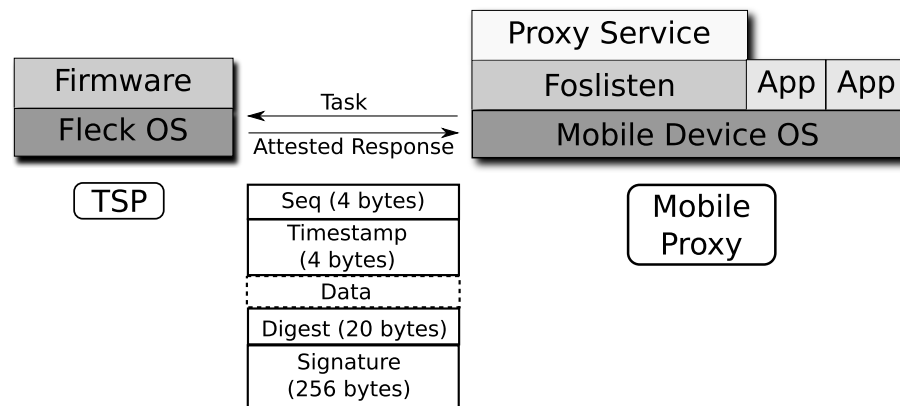 Proxy Service
Firmware
Foslisten
App
App
Fleck OS
Task
Attested Response
Mobile Device OS
TSP
Mobile
Proxy
Seq (4 bytes)
Timestamp
(4 bytes)
Data
Digest (20 bytes)
Signature
(256 bytes)